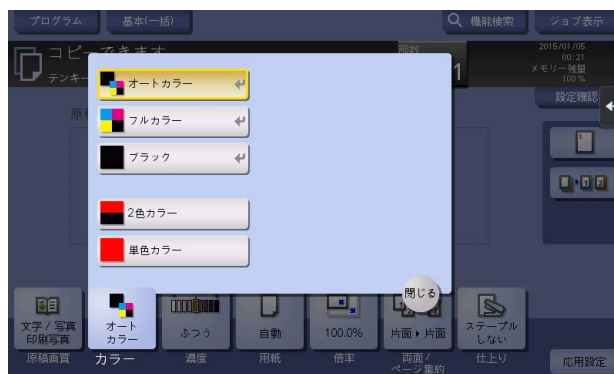 プログラム
基本(一括)
機能検索
ジョブ表示
コピーできます
部数
1
2015/01/05
00:21
メモリー残量
100 %
テンキー
設定確認
原
オートカラー
フルカラー
ブラック
2色カラー
単色カラー
閉じる
1 2
文字 / 写真
印刷写真
オート
カラー
ふつう
自動
100.0%
片面 ▶ 片面
ステープル
しない
原稿画質
カラー
濃度
用紙
倍率
両面 /
ページ集約
仕上り
応用設定